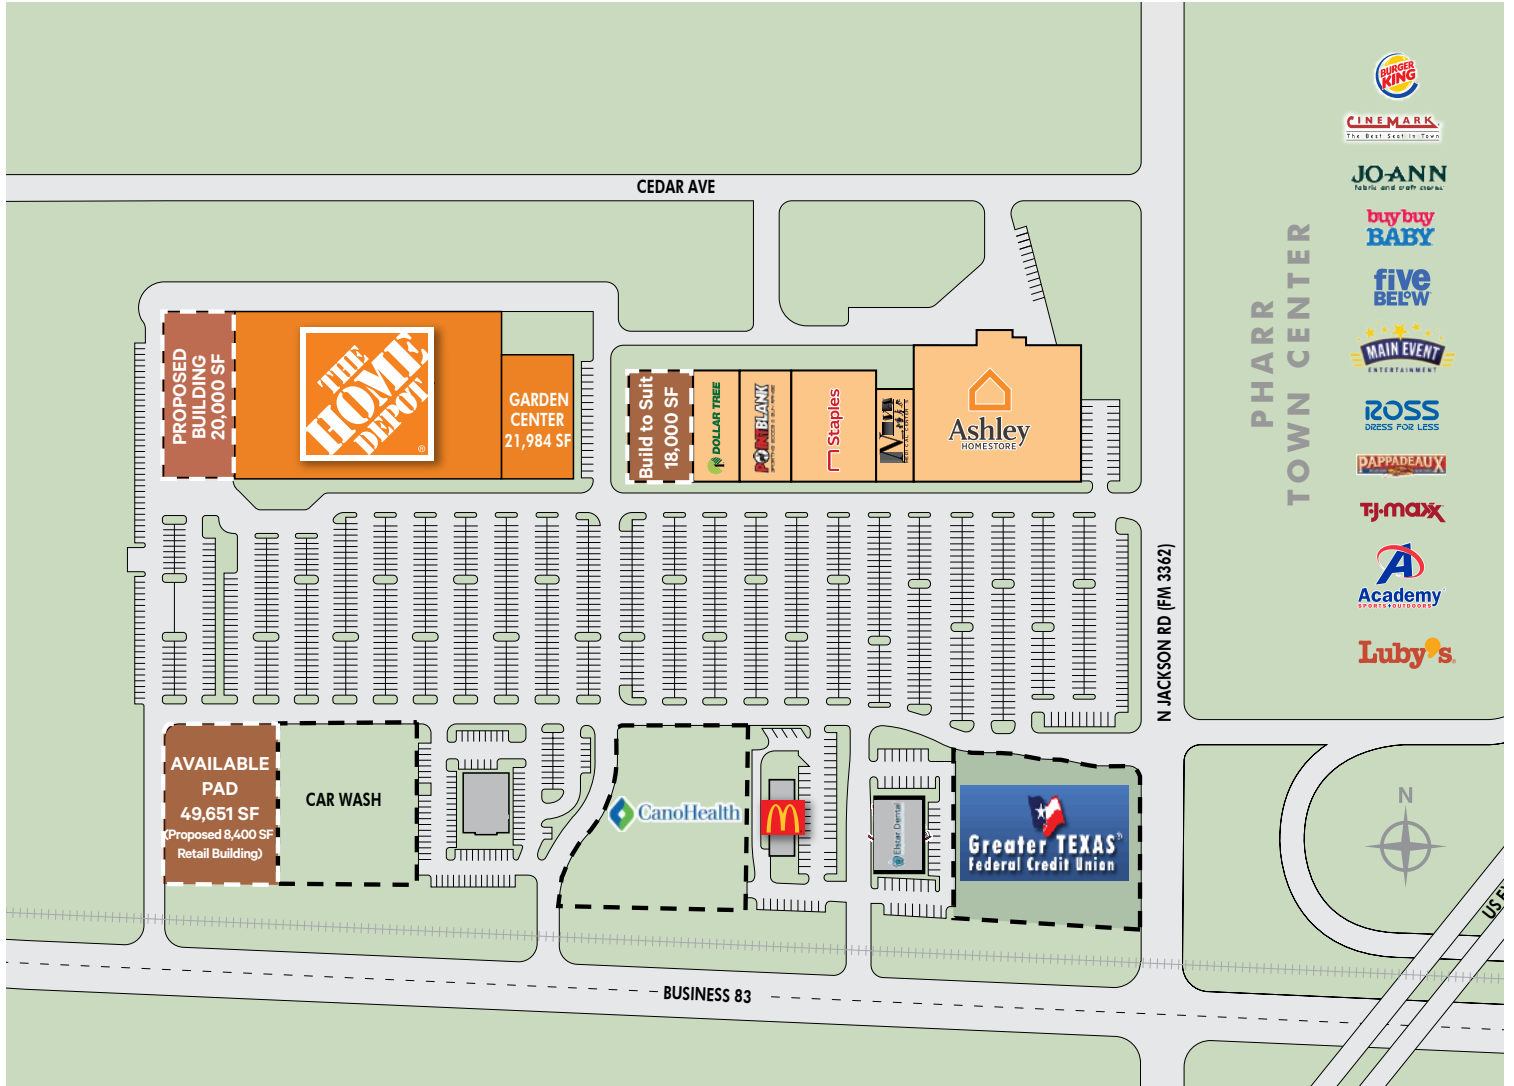 BURGER
KING
CINEMARK
The Best Seat In Town
JO-ANN
fabric and craft stores
buybuy
BABY
five
BELOW
MAIN EVENT
ENTERTAINMENT
ROSS
DRESS FOR LESS
PAPPADEAUX
T·J·maxx
Academy
SPORTS+OUTDOORS
Luby's
PHARR
TOWN CENTER
CEDAR AVE
PROPOSED
BUILDING
20,000 SF
THE
HOME
DEPOT
®
GARDEN
CENTER
21,984 SF
Build to Suit
18,000 SF
DOLLAR TREE
POINTBLANK
Staples
Ashley
HOMESTORE
N JACKSON RD (FM 3362)
AVAILABLE
PAD
49,651 SF
(Proposed 8,400 SF
Retail Building)
CAR WASH
CanoHealth
M
Elstar Dental
Greater TEXAS®
Federal Credit Union
N
BUSINESS 83